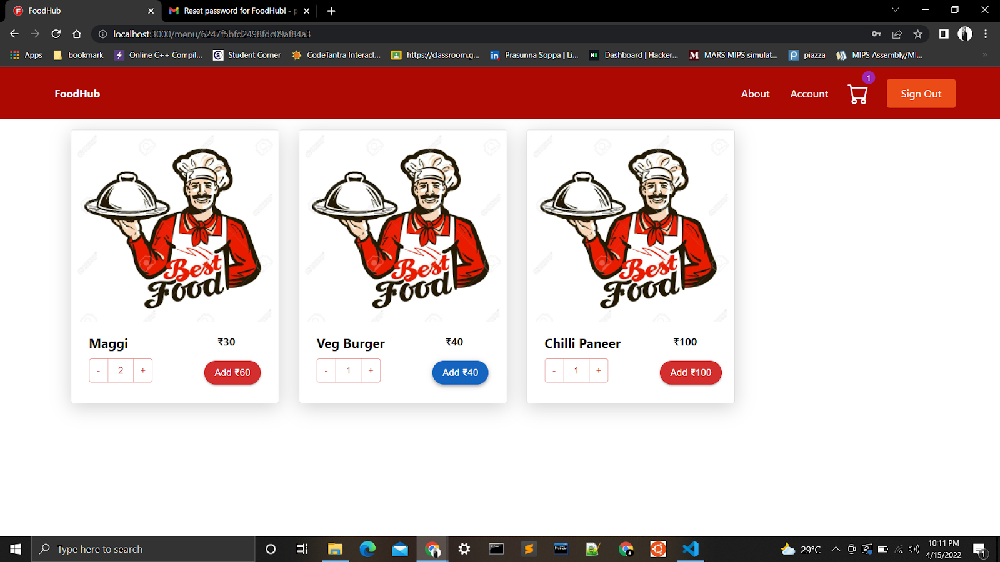 FoodHub
Reset password for FoodHub! - p
localhost:3000/menu/6247f5bfd2498fdc09af84a3
Apps bookmark Online C++ Compil... Student Corner CodeTantra Interact... https://classroom.g... Prasunna Soppa | Li... Dashboard | Hacker... MARS MIPS simulat... piazza MIPS Assembly/MI... »
FoodHub
About Account 1 Sign Out
Best
Food
Best
Food
Best
Food
Maggi ₹30
- 2 + Add ₹60
Veg Burger ₹40
- 1 + Add ₹40
Chilli Paneer ₹100
- 1 + Add ₹100
Type here to search
29°C
10:11 PM
4/15/2022
1